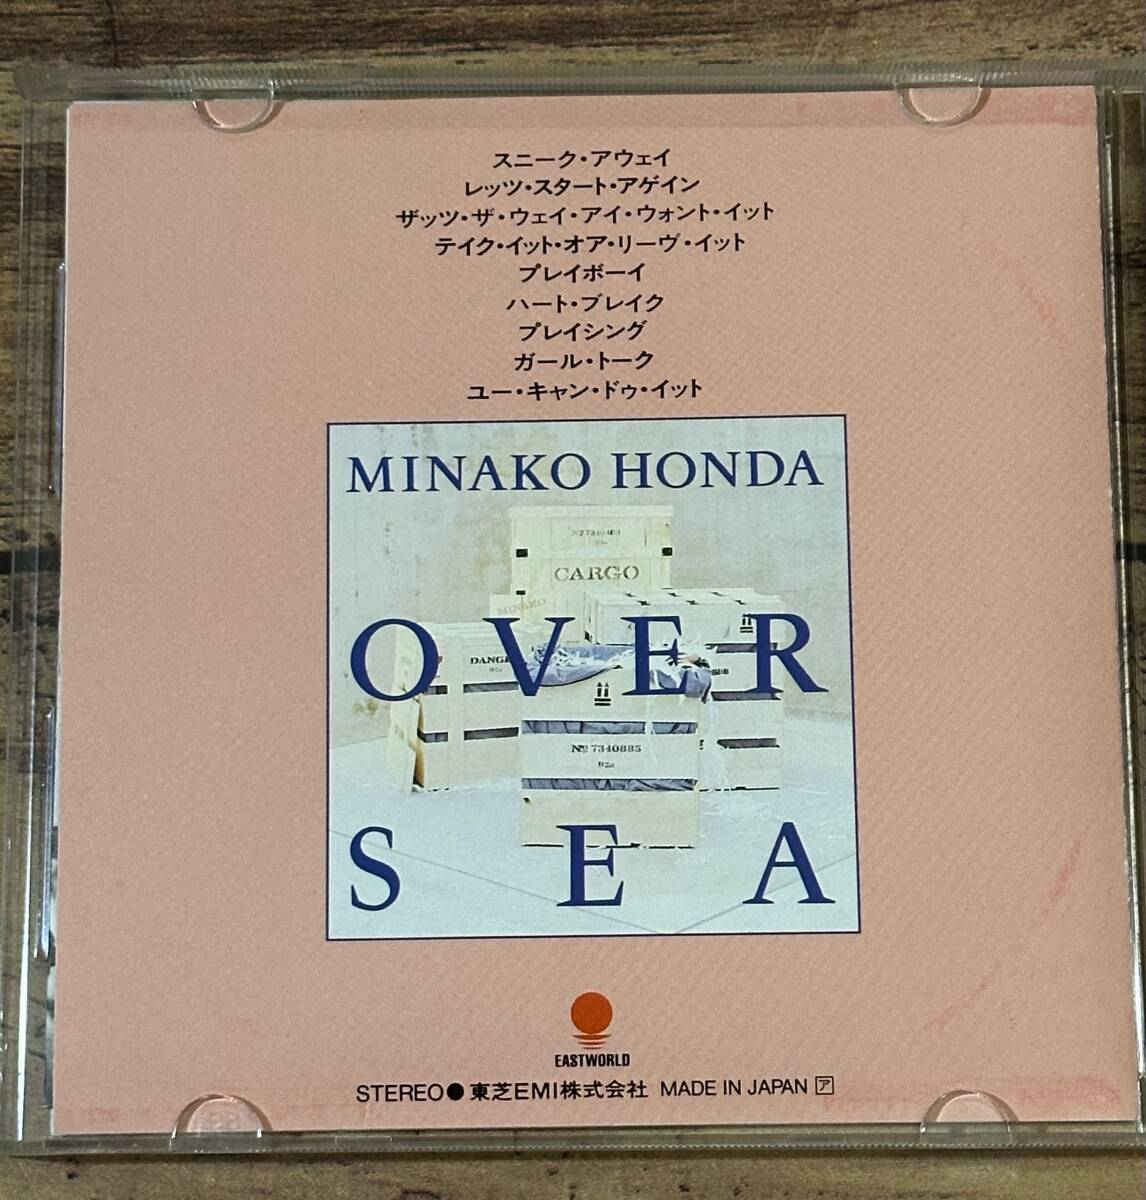 スニーク・アウェイ
レッツ・スタート・アゲイン
ザッツ・ザ・ウェイ・アイ・ウォント・イット
テイク・イット・オア・リーヴ・イット
プレイボーイ
ハート・ブレイク
プレイシング
ガール・トーク
ユー・キャン・ドゥ・イット
MINAKO HONDA
CARGO
MINAKO
OVER
DANG
№ 7340885
SEA
EASTWORLD
STEREO●東芝EMI株式会社 MADE IN JAPAN ア